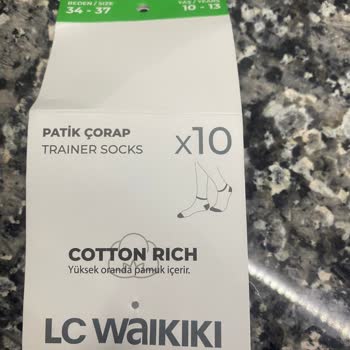 BEDEN / SIZE YAŞ / YEARS
34 - 37 10 - 13
PATİK ÇORAP
TRAINER SOCKS
x10
COTTON RICH
Yüksek oranda pamuk içerir.
LC WAIKIKI